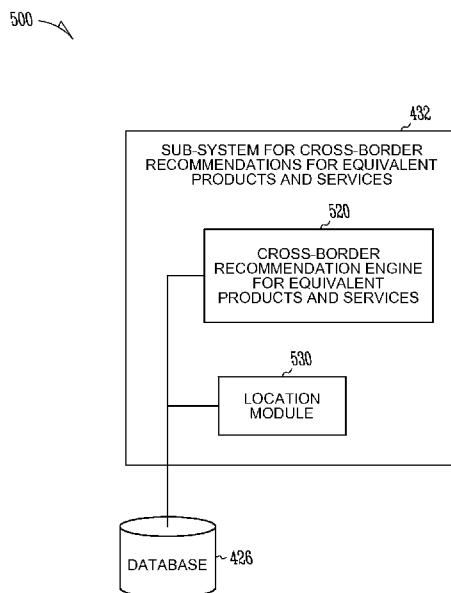 500
432
SUB-SYSTEM FOR CROSS-BORDER
RECOMMENDATIONS FOR EQUIVALENT
PRODUCTS AND SERVICES
520
CROSS-BORDER
RECOMMENDATION ENGINE
FOR EQUIVALENT
PRODUCTS AND SERVICES
530
LOCATION
MODULE
DATABASE
426